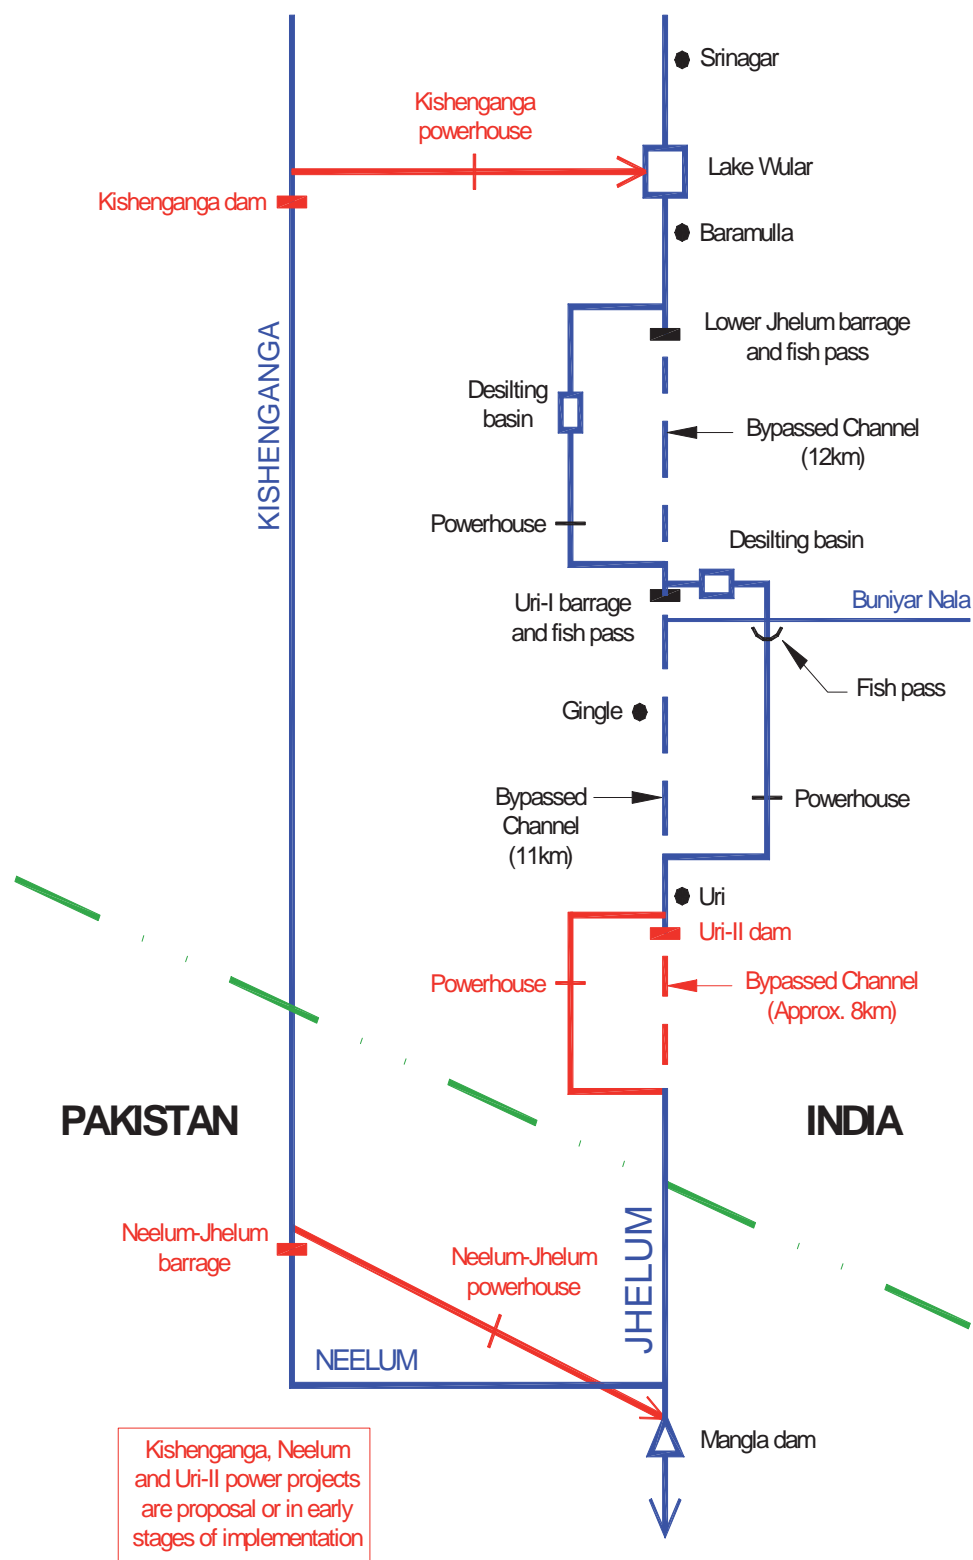 Srinagar
Kishenganga
powerhouse
Lake Wular
Kishenganga dam
Baramulla
Lower Jhelum barrage
and fish pass
KISHENGANGA
Desilting
basin
Bypassed Channel
(12km)
Powerhouse
Desilting basin
Uri-I barrage
and fish pass
Buniyar Nala
Fish pass
Gingle
Bypassed
Channel
(11km)
Powerhouse
Uri
Uri-II dam
Powerhouse
Bypassed Channel
(Approx. 8km)
PAKISTAN
INDIA
Neelum-Jhelum
barrage
Neelum-Jhelum
powerhouse
JHELUM
NEELUM
Mangla dam
Kishenganga, Neelum
and Uri-II power projects
are proposal or in early
stages of implementation